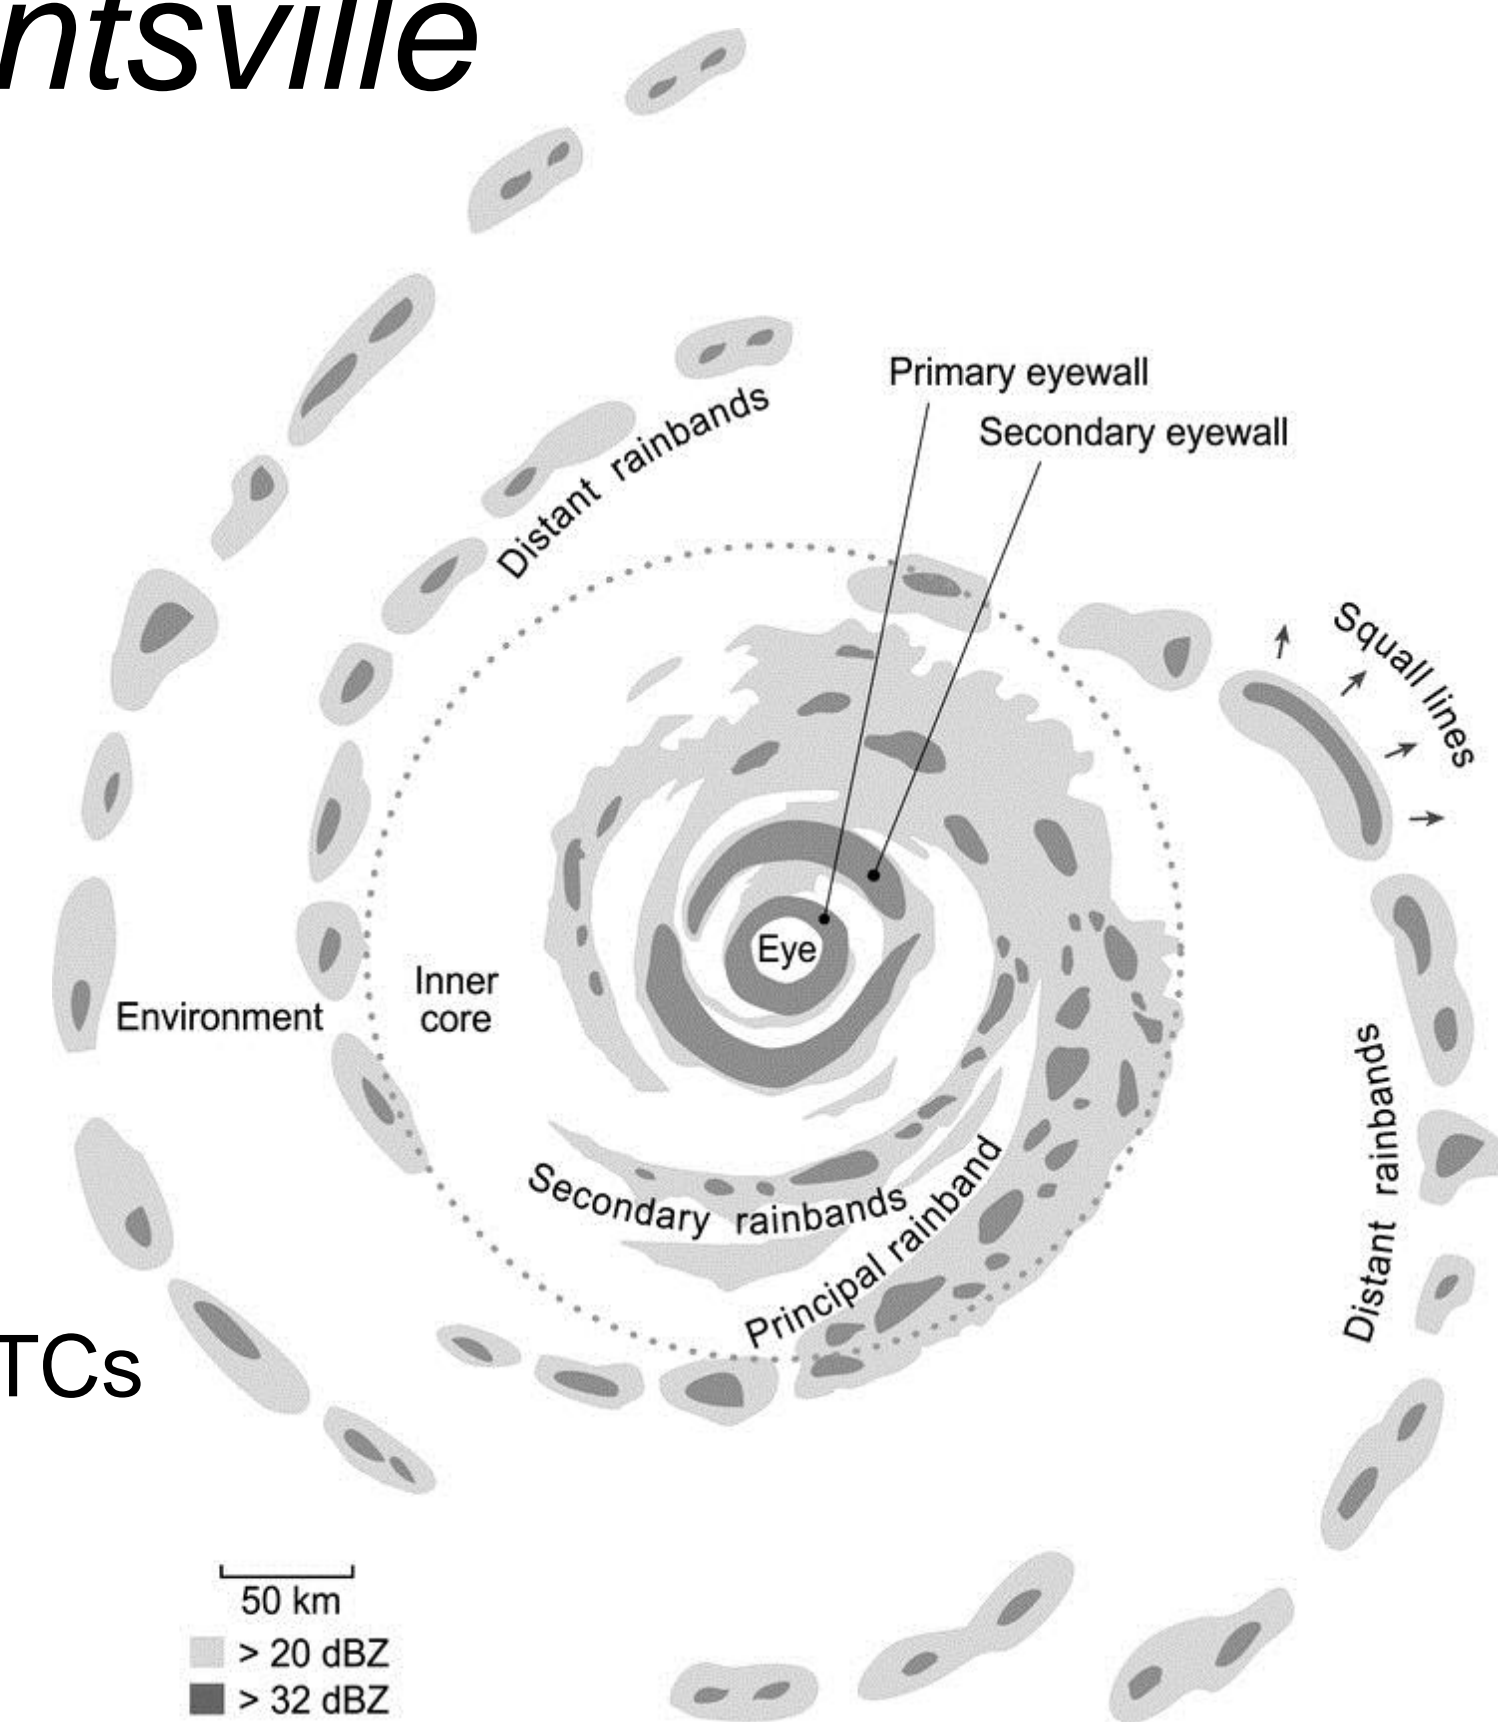 ntsville
Primary eyewall
Secondary eyewall
Distant rainbands
Squall lines
Eye
Inner
core
Environment
Distant rainbands
Secondary rainbands
Principal rainband
TCs
50 km
> 20 dBZ
> 32 dBZ